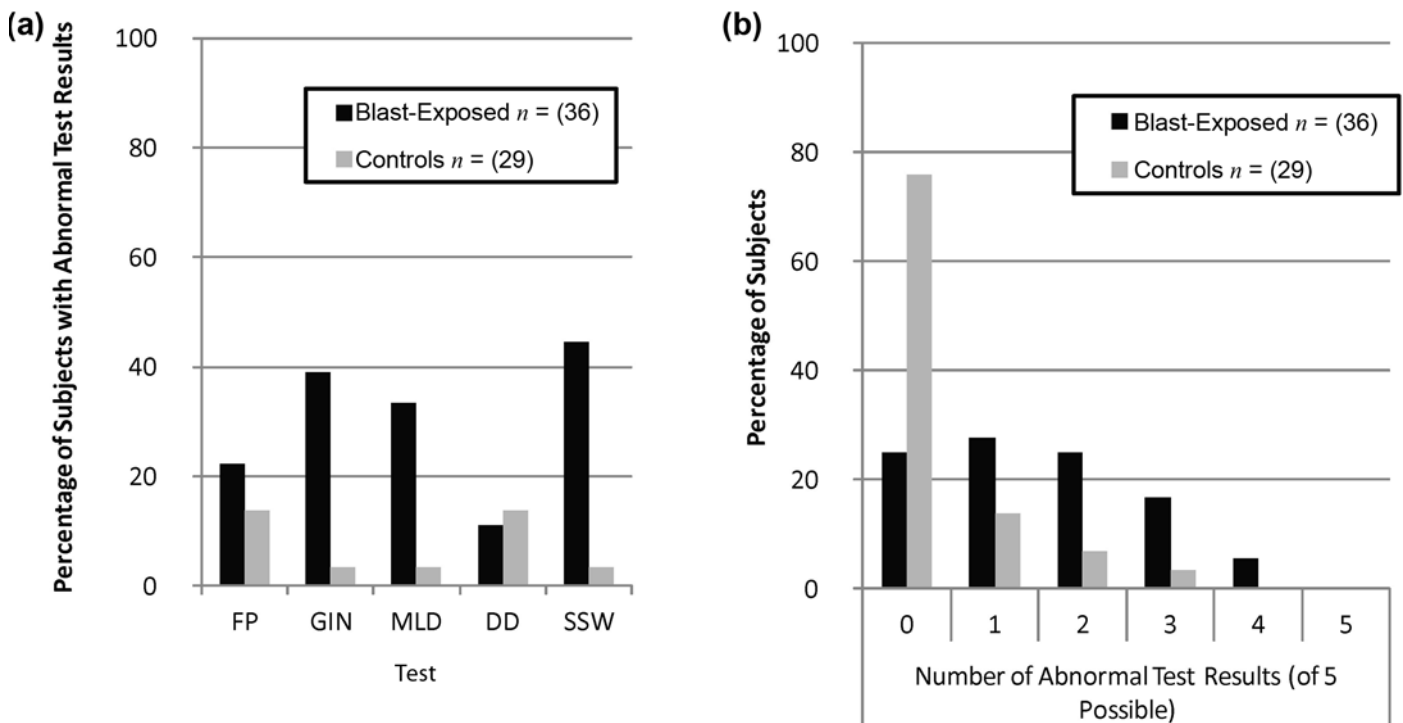 (a)
Percentage of Subjects with Abnormal Test Results
100
80
60
40
20
0
Blast-Exposed n = (36)
Controls n = (29)
FP GIN MLD DD SSW
Test
(b)
Percentage of Subjects
100
80
60
40
20
0
Blast-Exposed n = (36)
Controls n = (29)
0 1 2 3 4 5
Number of Abnormal Test Results (of 5
Possible)